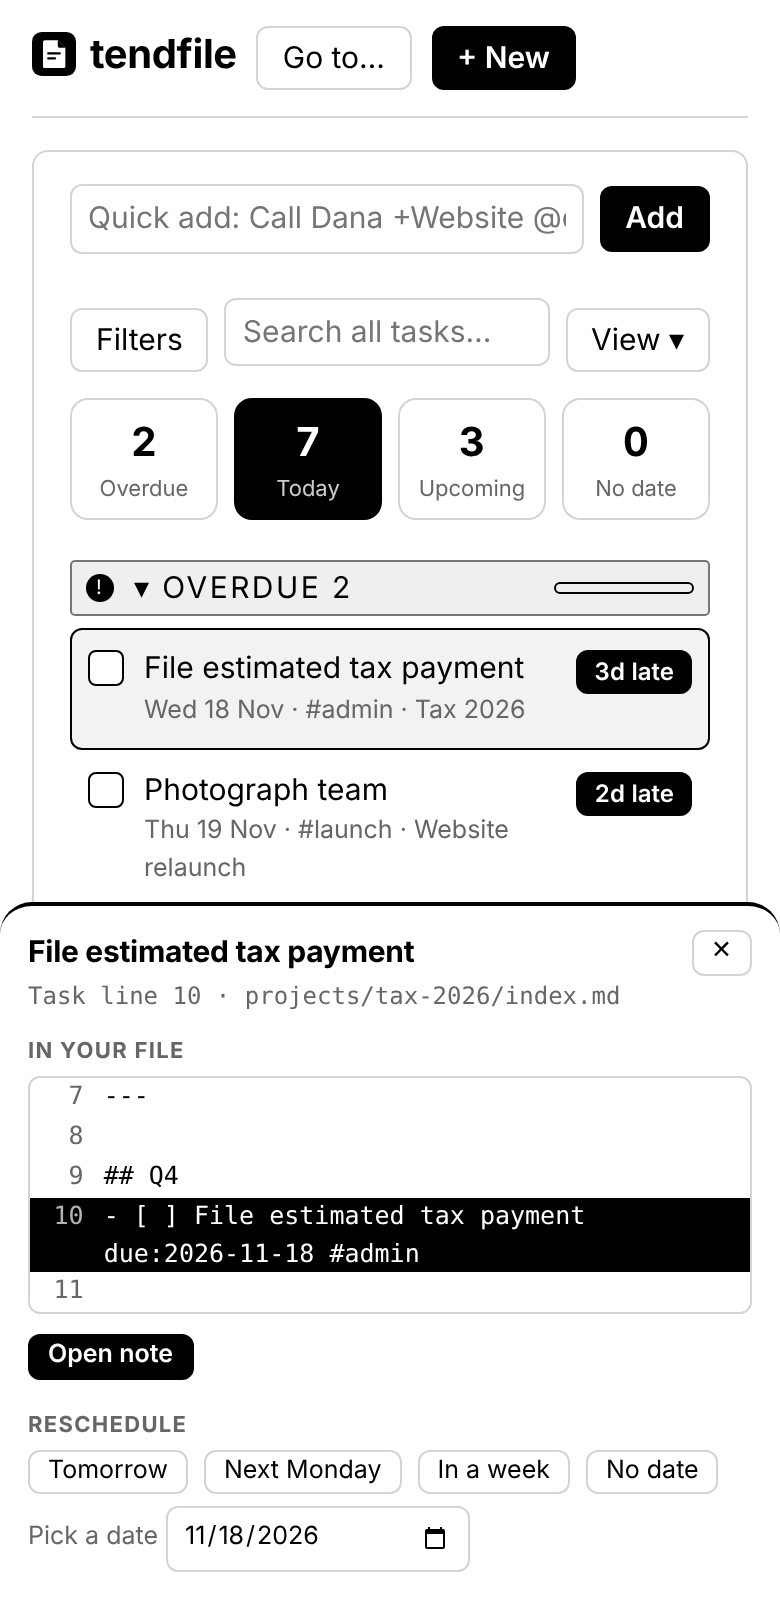 tendfile Go to... + New
Quick add: Call Dana +Website @ Add
Filters Search all tasks... View ▾
2 7 3 0
Overdue Today Upcoming No date
! ▾ OVERDUE 2
File estimated tax payment 3d late
Wed 18 Nov · #admin · Tax 2026
Photograph team 2d late
Thu 19 Nov · #launch · Website
relaunch
File estimated tax payment ✕
Task line 10 · projects/tax-2026/index.md
IN YOUR FILE
7 ---
8
9 ## Q4
10 - [ ] File estimated tax payment
due:2026-11-18 #admin
11
Open note
RESCHEDULE
Tomorrow Next Monday In a week No date
Pick a date 11/18/2026